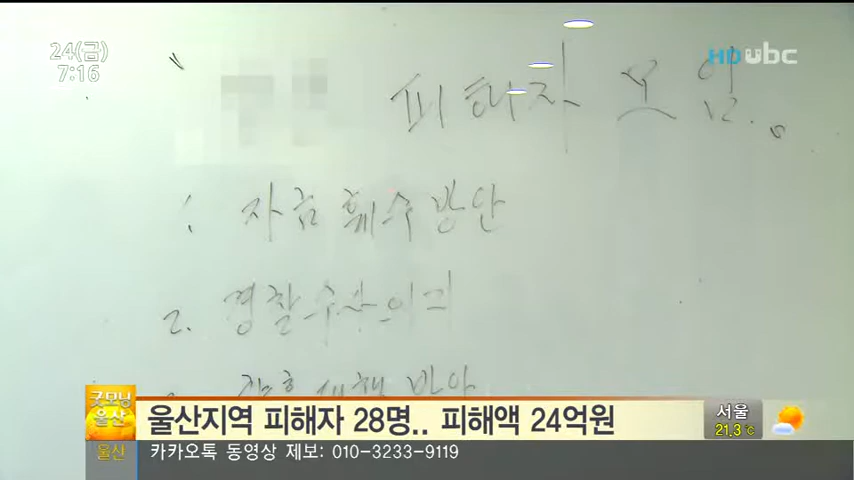 24(금)
7:16
HD ubc
피해자 모임.
1. 자금 회수 방안
2. 경찰수사의뢰
방안
굿모닝
울산
울산지역 피해자 28명.. 피해액 24억원
서울
21.3℃
울산
카카오톡 동영상 제보: 010-3233-9119